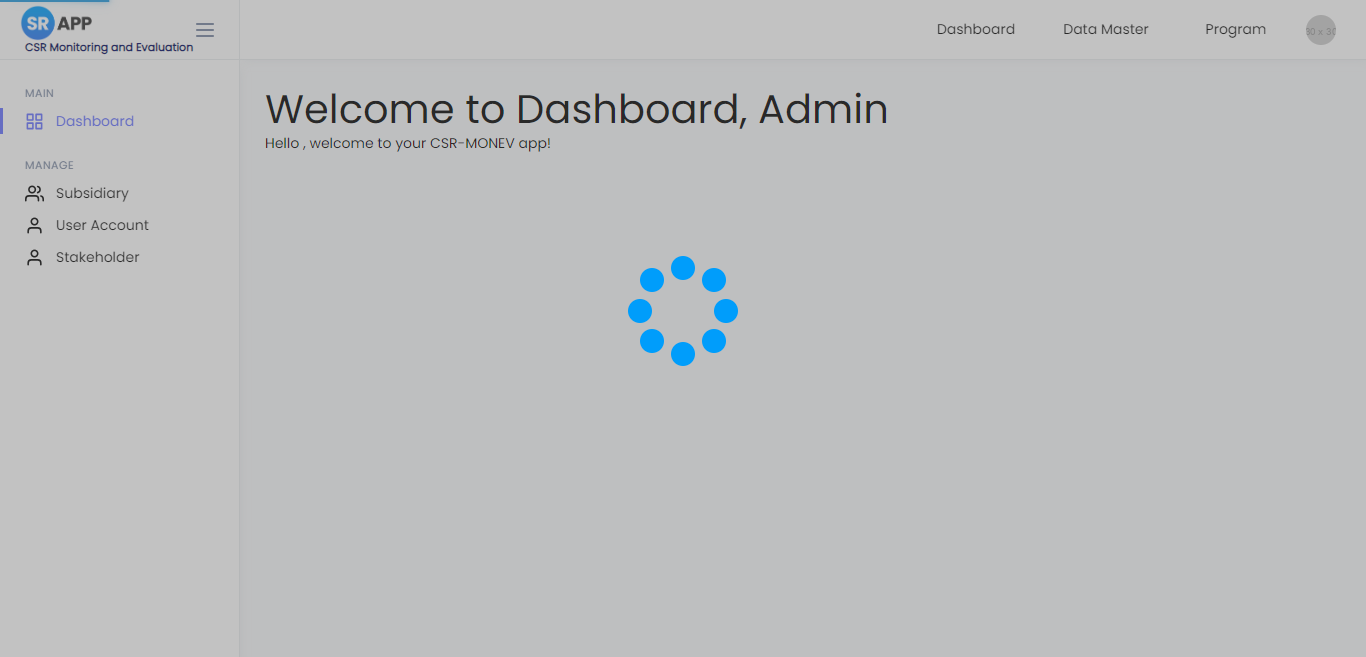 SR APP
CSR Monitoring and Evaluation
Dashboard
Data Master
Program
30 x 30
MAIN
Dashboard
MANAGE
Subsidiary
User Account
Stakeholder
Welcome to Dashboard, Admin
Hello , welcome to your CSR-MONEV app!